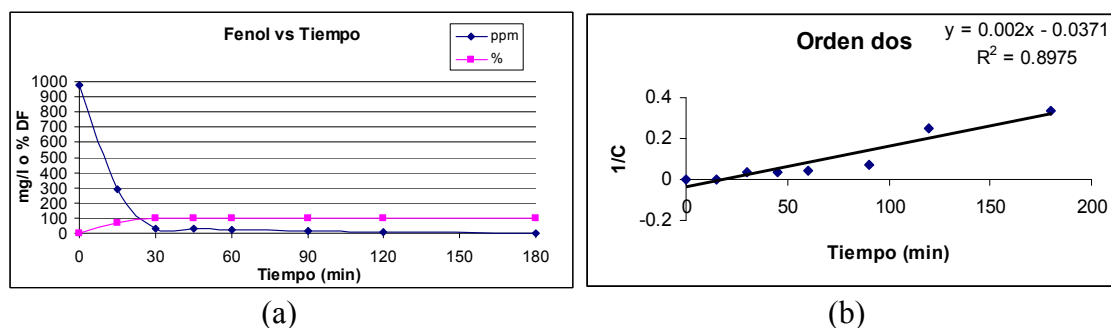 Fenol vs Tiempo
ppm
%
mg/l o % DF
1000
900
800
700
600
500
400
300
200
100
0
0 30 60 90 120 150 180
Tiempo (min)
(a)
Orden dos
y = 0.002x - 0.0371
R² = 0.8975
1/C
0.4
0.2
0
-0.2
0 50 100 150 200
Tiempo (min)
(b)